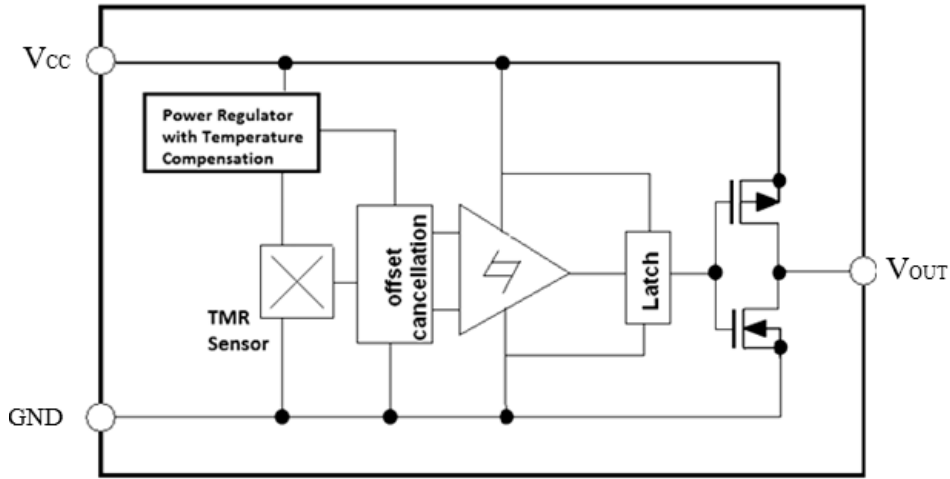 VCC
Power Regulator
with Temperature
Compensation
TMR
Sensor
offset
cancellation
Latch
VOUT
GND